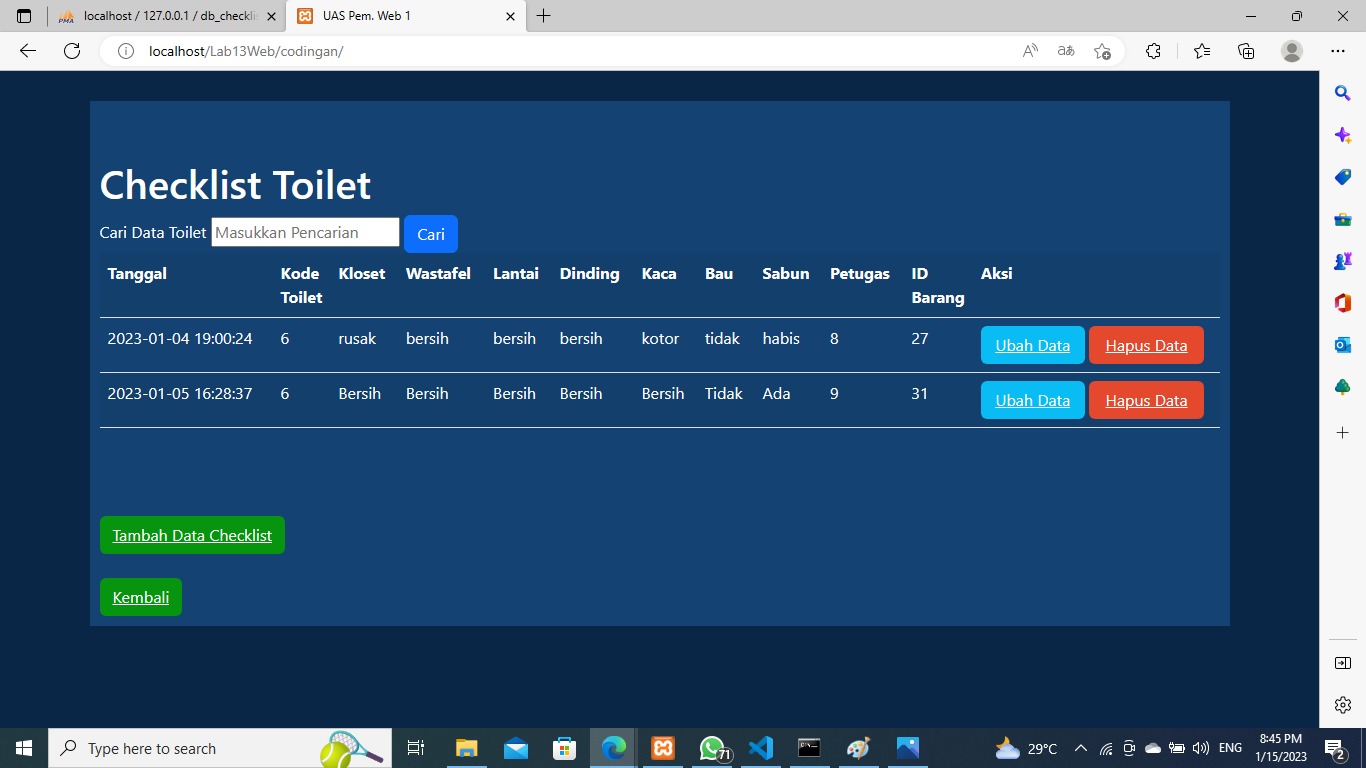 localhost / 127.0.0.1 / db_checklis
UAS Pem. Web 1
localhost/Lab13Web/codingan/
Checklist Toilet
Cari Data Toilet Masukkan Pencarian Cari
Tanggal Kode Toilet Kloset Wastafel Lantai Dinding Kaca Bau Sabun Petugas ID Barang Aksi
2023-01-04 19:00:24 6 rusak bersih bersih bersih kotor tidak habis 8 27 Ubah Data Hapus Data
2023-01-05 16:28:37 6 Bersih Bersih Bersih Bersih Bersih Tidak Ada 9 31 Ubah Data Hapus Data
Tambah Data Checklist
Kembali
Type here to search
71
29°C
ENG
8:45 PM
1/15/2023
2